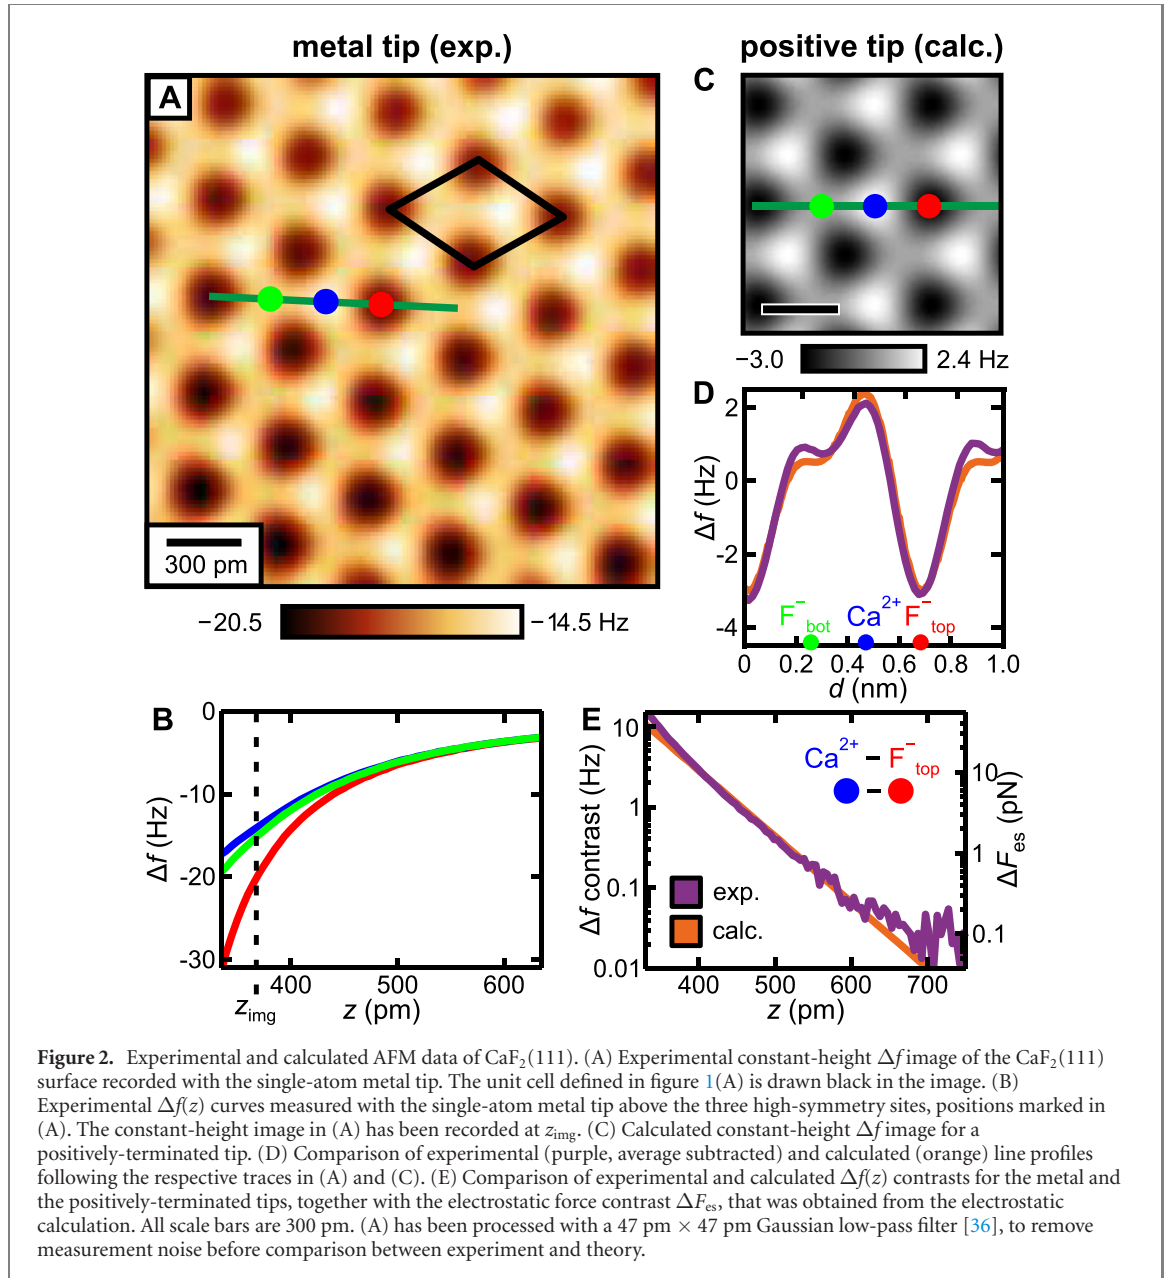 metal tip (exp.)
positive tip (calc.)
A
300 pm
−20.5
−14.5 Hz
C
−3.0
2.4 Hz
D
2
0
-2
-4
Δf (Hz)
F−bot
Ca2+
F−top
0
0.2
0.4
0.6
0.8
1.0
d (nm)
B
0
-10
-20
-30
Δf (Hz)
zimg
400
500
600
z (pm)
E
10
1
0.1
0.01
Δf contrast (Hz)
Ca2+ – F−top
–
exp.
calc.
10
1
0.1
ΔFes (pN)
400
500
600
700
z (pm)
Figure 2. Experimental and calculated AFM data of CaF2(111). (A) Experimental constant-height Δf image of the CaF2(111)
surface recorded with the single-atom metal tip. The unit cell defined in figure 1(A) is drawn black in the image. (B)
Experimental Δf(z) curves measured with the single-atom metal tip above the three high-symmetry sites, positions marked in
(A). The constant-height image in (A) has been recorded at zimg. (C) Calculated constant-height Δf image for a
positively-terminated tip. (D) Comparison of experimental (purple, average subtracted) and calculated (orange) line profiles
following the respective traces in (A) and (C). (E) Comparison of experimental and calculated Δf(z) contrasts for the metal and
the positively-terminated tips, together with the electrostatic force contrast ΔFes, that was obtained from the electrostatic
calculation. All scale bars are 300 pm. (A) has been processed with a 47 pm × 47 pm Gaussian low-pass filter [36], to remove
measurement noise before comparison between experiment and theory.